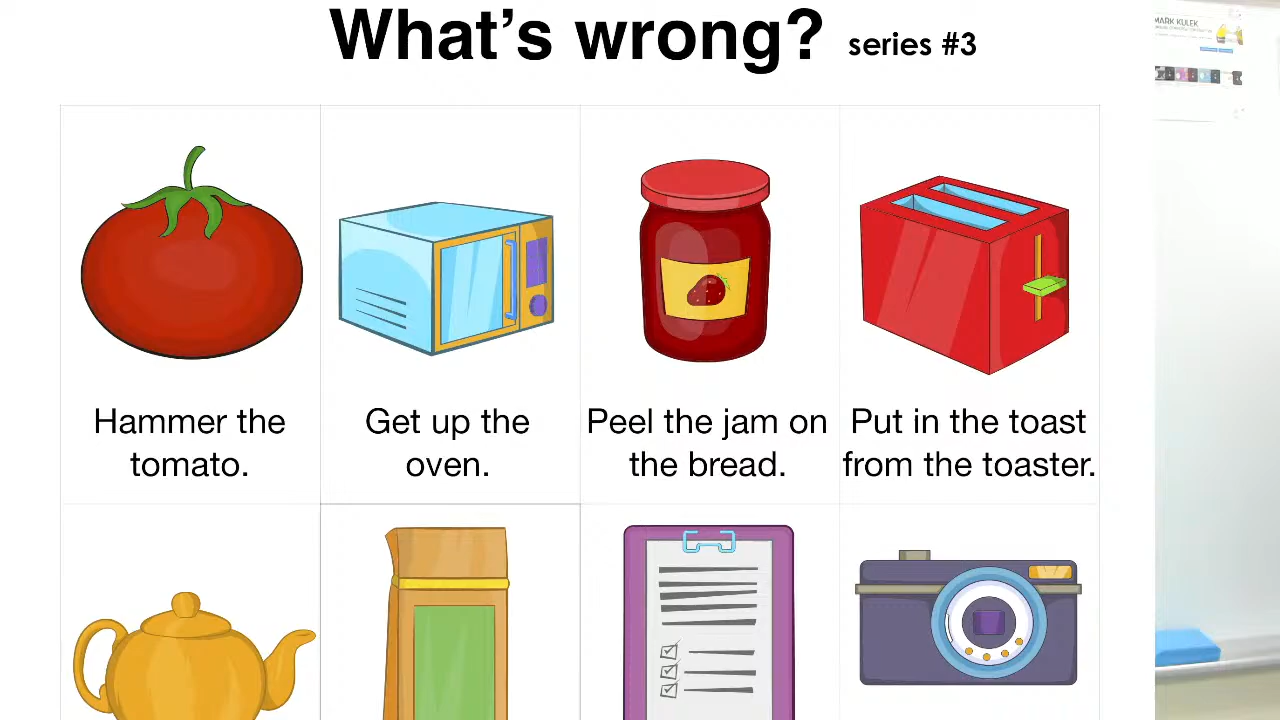 What's wrong? series #3
MARK KULEK
Hammer the
tomato.
Get up the
oven.
Peel the jam on
the bread.
Put in the toast
from the toaster.